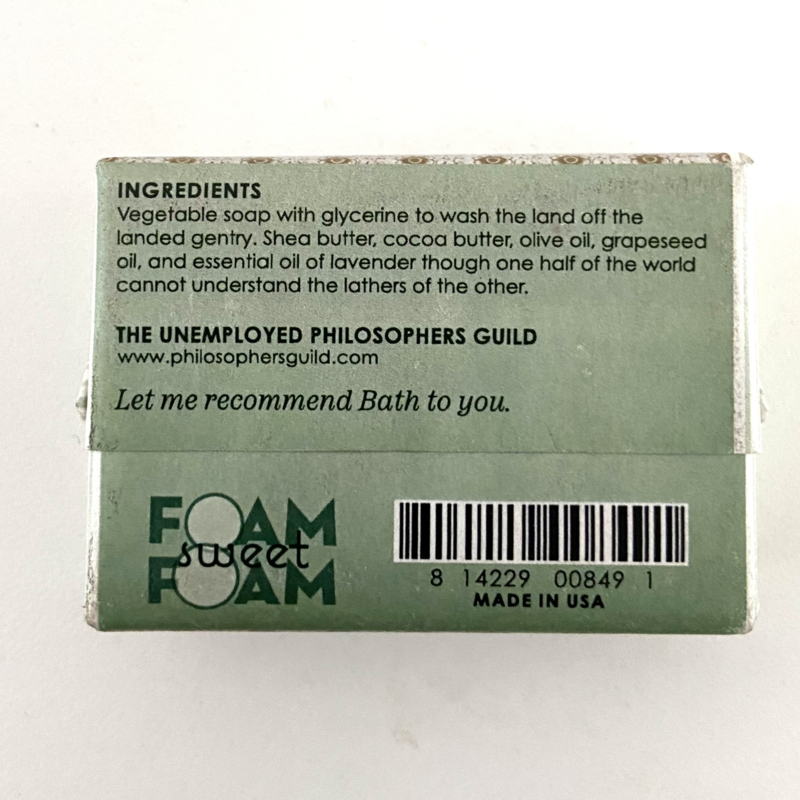 INGREDIENTS
Vegetable soap with glycerine to wash the land off the
landed gentry. Shea butter, cocoa butter, olive oil, grapeseed
oil, and essential oil of lavender though one half of the world
cannot understand the lathers of the other.
THE UNEMPLOYED PHILOSOPHERS GUILD
www.philosophersguild.com
Let me recommend Bath to you.
FOAM
sweet
FOAM
8 14229 00849 1
MADE IN USA